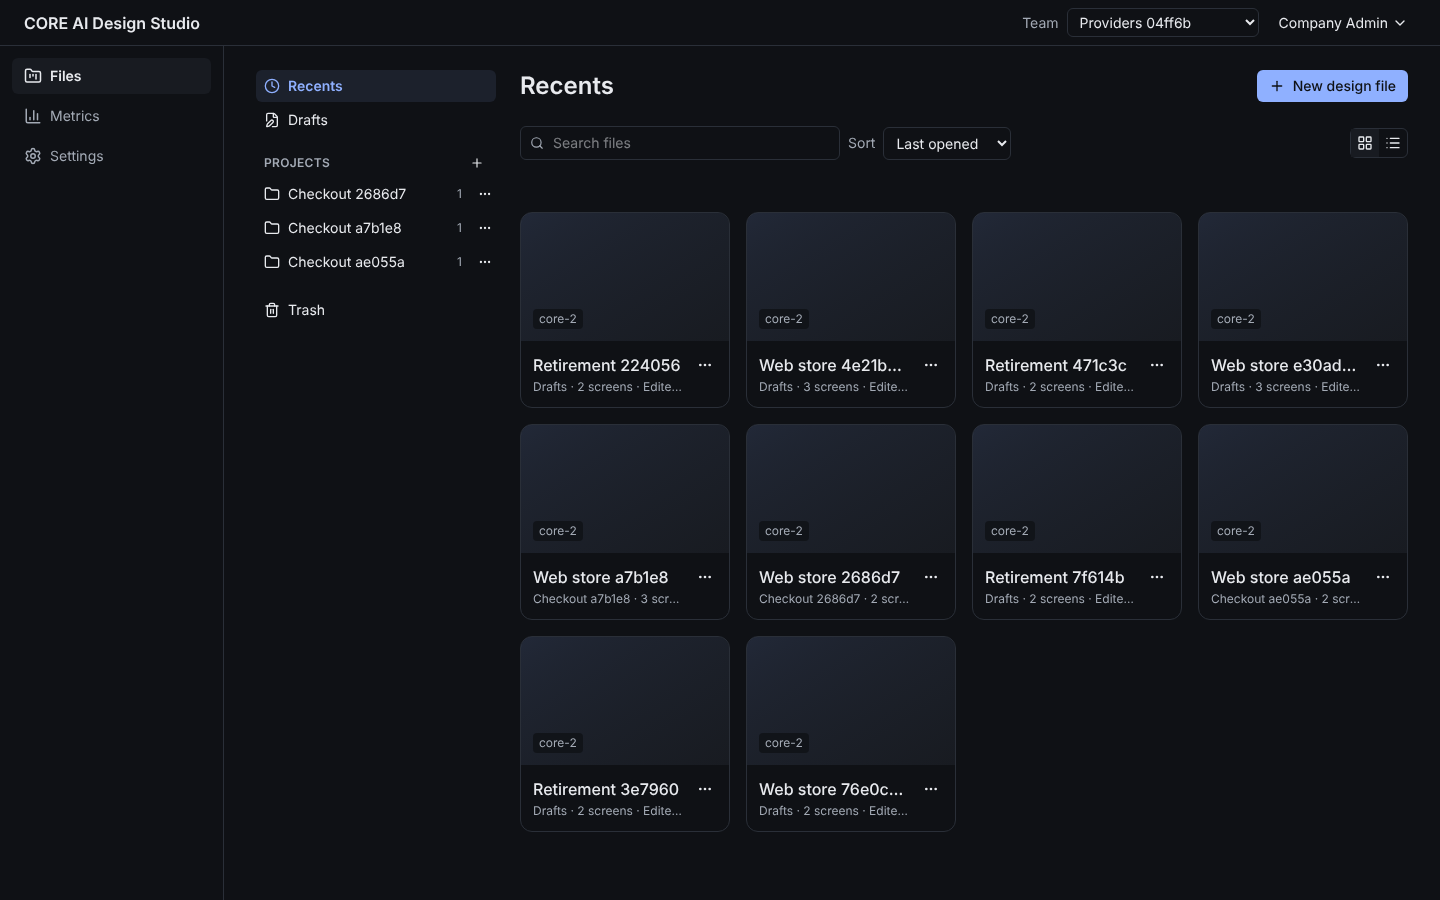 CORE AI Design Studio
Team
Providers 04ff6b
Company Admin
Files
Metrics
Settings
Recents
Drafts
PROJECTS
Checkout 2686d7 1
Checkout a7b1e8 1
Checkout ae055a 1
Trash
Recents
New design file
Search files
Sort
Last opened
core-2
Retirement 224056
Drafts · 2 screens · Edite...
core-2
Web store 4e21b...
Drafts · 3 screens · Edite...
core-2
Retirement 471c3c
Drafts · 2 screens · Edite...
core-2
Web store e30ad...
Drafts · 3 screens · Edite...
core-2
Web store a7b1e8
Checkout a7b1e8 · 3 scr...
core-2
Web store 2686d7
Checkout 2686d7 · 2 scr...
core-2
Retirement 7f614b
Drafts · 2 screens · Edite...
core-2
Web store ae055a
Checkout ae055a · 2 scr...
core-2
Retirement 3e7960
Drafts · 2 screens · Edite...
core-2
Web store 76e0c...
Drafts · 2 screens · Edite...